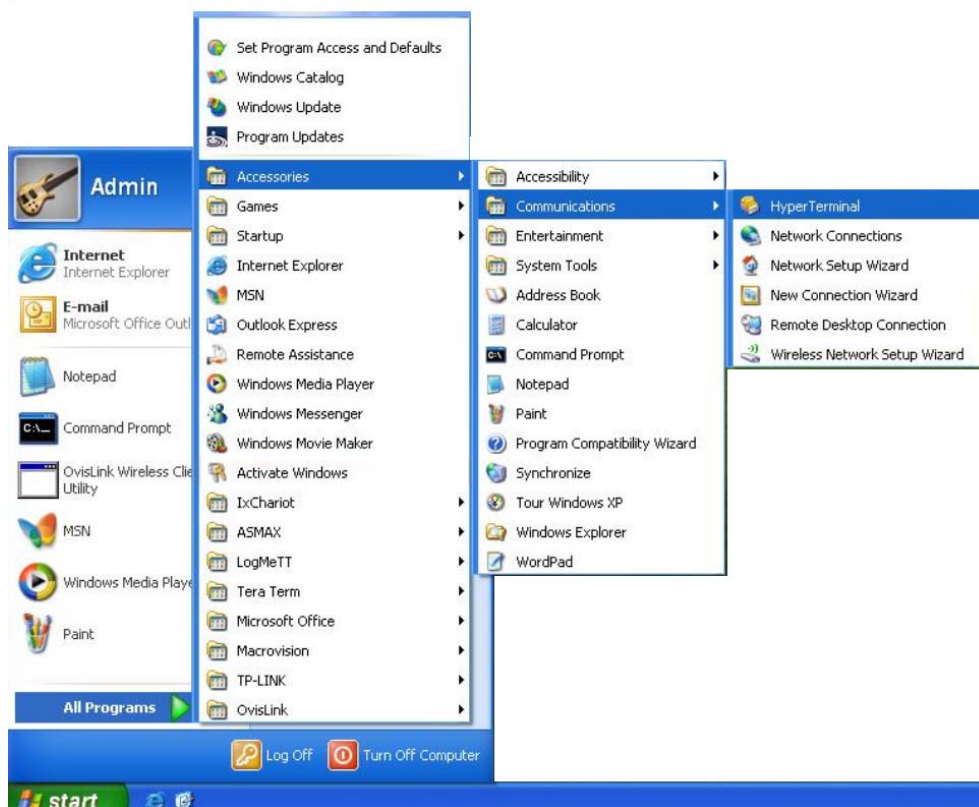 Admin
Internet
Internet Explorer
E-mail
Microsoft Office Outl
Notepad
C:\_
Command Prompt
OvisLink Wireless Clie
Utility
MSN
Windows Media Playe
Paint
All Programs
Set Program Access and Defaults
Windows Catalog
Windows Update
Program Updates
Accessories
Games
Startup
Internet Explorer
MSN
Outlook Express
Remote Assistance
Windows Media Player
Windows Messenger
Windows Movie Maker
Activate Windows
IxChariot
ASMAX
LogMeTT
Tera Term
Microsoft Office
Macrovision
TP-LINK
OvisLink
Accessibility
Communications
Entertainment
System Tools
Address Book
Calculator
Command Prompt
Notepad
Paint
Program Compatibility Wizard
Synchronize
Tour Windows XP
Windows Explorer
WordPad
HyperTerminal
Network Connections
Network Setup Wizard
New Connection Wizard
Remote Desktop Connection
Wireless Network Setup Wizard
Log Off
Turn Off Computer
start